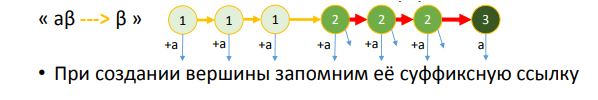 « aβ ---> β »
1 1 1 2 2 2 3
+a +a +a +a +a +a a
• При создании вершины запомним её суффиксную ссылку